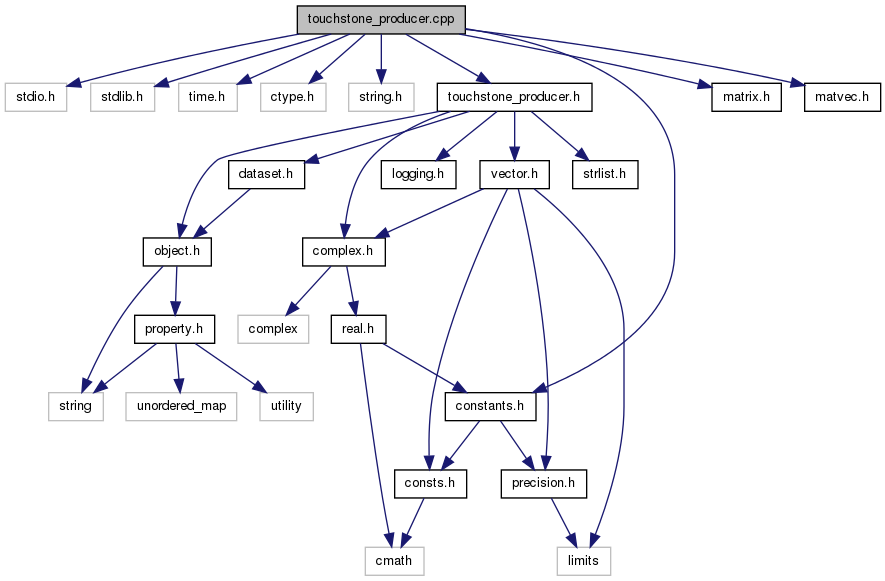 touchstone_producer.cpp
stdio.h
stdlib.h
time.h
ctype.h
string.h
touchstone_producer.h
matrix.h
matvec.h
dataset.h
logging.h
vector.h
strlist.h
object.h
complex.h
property.h
complex
real.h
string
unordered_map
utility
constants.h
consts.h
precision.h
cmath
limits